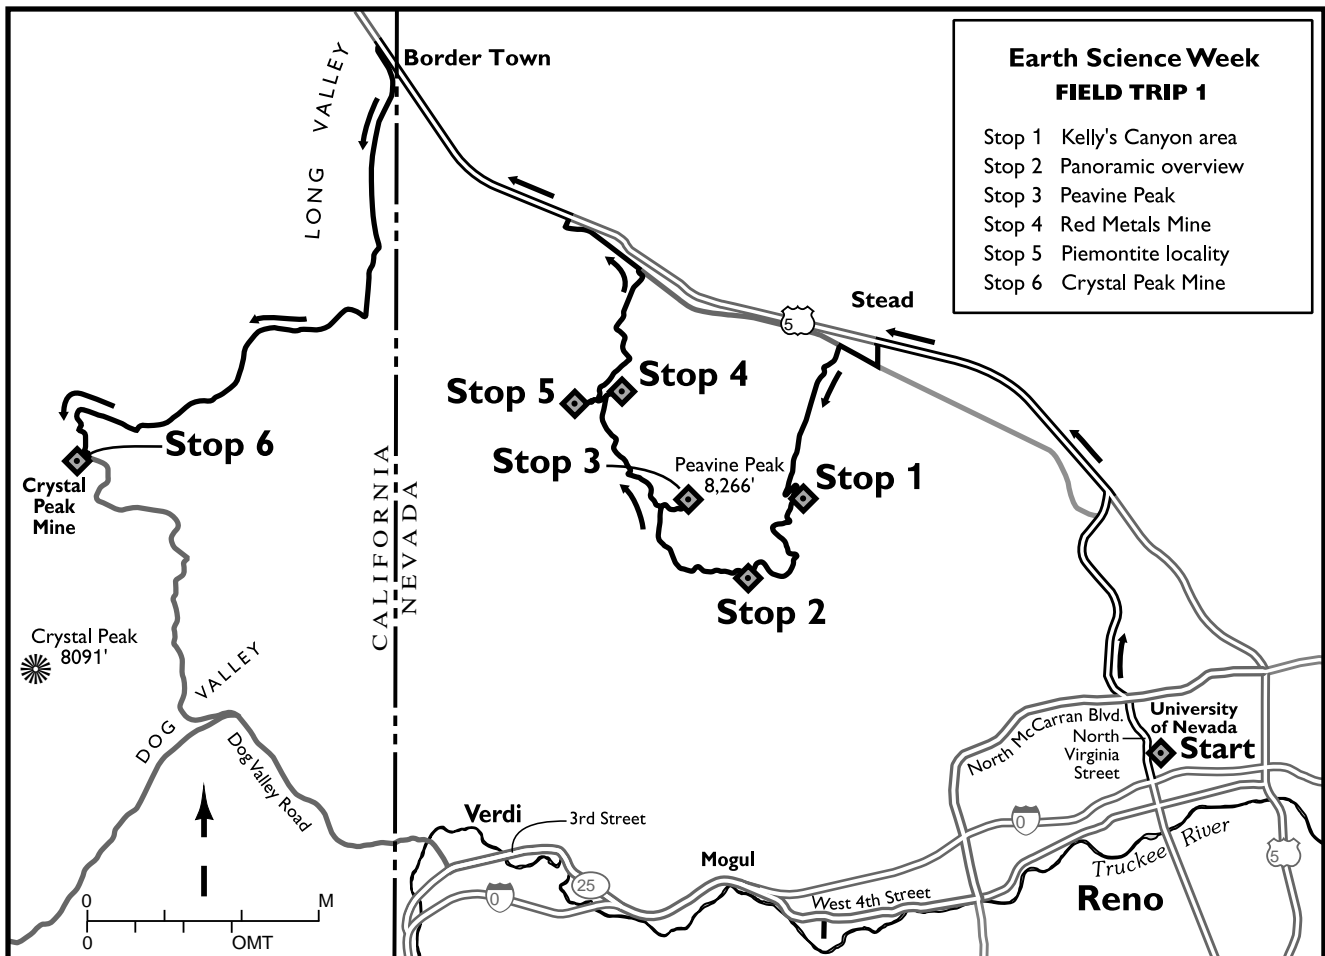 Earth Science Week
FIELD TRIP 1
Stop 1 Kelly's Canyon area
Stop 2 Panoramic overview
Stop 3 Peavine Peak
Stop 4 Red Metals Mine
Stop 5 Piemontite locality
Stop 6 Crystal Peak Mine
Border Town
LONG VALLEY
Stead
5
Stop 4
Stop 5
Stop 6
Stop 3
Peavine Peak
8,266'
Stop 1
Crystal
Peak
Mine
CALIFORNIA
NEVADA
Stop 2
Crystal Peak
8091'
DOG VALLEY
Dog Valley Road
North McCarran Blvd.
University
of Nevada
North
Virginia
Street
Start
Verdi
3rd Street
Mogul
0
25
0
West 4th Street
Truckee River
5
Reno
0 M
0 OMT